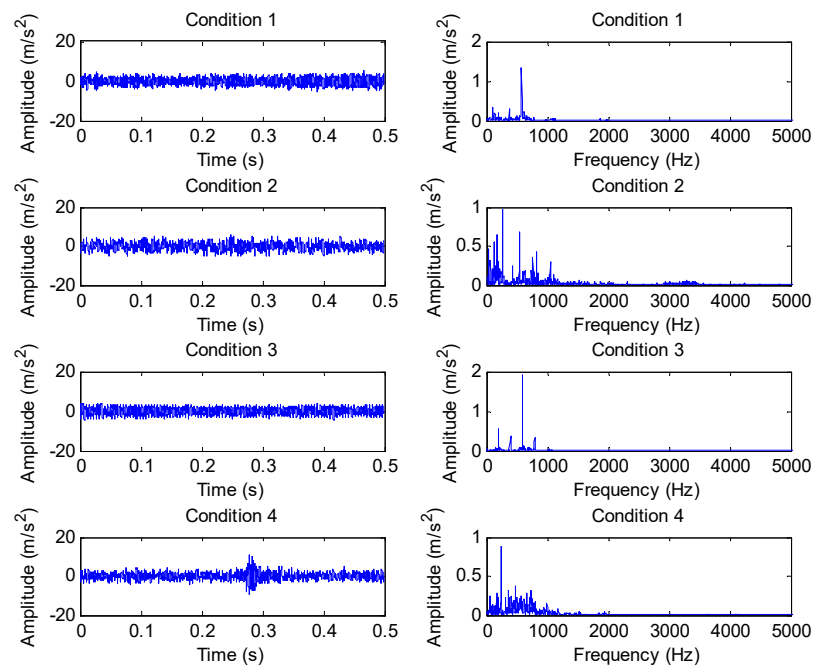 Condition 1
Amplitude (m/s²)
20
0
-20
0 0.1 0.2 0.3 0.4 0.5
Time (s)
Condition 1
Amplitude (m/s²)
2
1
0
0 1000 2000 3000 4000 5000
Frequency (Hz)
Condition 2
Amplitude (m/s²)
20
0
-20
0 0.1 0.2 0.3 0.4 0.5
Time (s)
Condition 2
Amplitude (m/s²)
1
0.5
0
0 1000 2000 3000 4000 5000
Frequency (Hz)
Condition 3
Amplitude (m/s²)
20
0
-20
0 0.1 0.2 0.3 0.4 0.5
Time (s)
Condition 3
Amplitude (m/s²)
2
1
0
0 1000 2000 3000 4000 5000
Frequency (Hz)
Condition 4
Amplitude (m/s²)
20
0
-20
0 0.1 0.2 0.3 0.4 0.5
Time (s)
Condition 4
Amplitude (m/s²)
1
0.5
0
0 1000 2000 3000 4000 5000
Frequency (Hz)